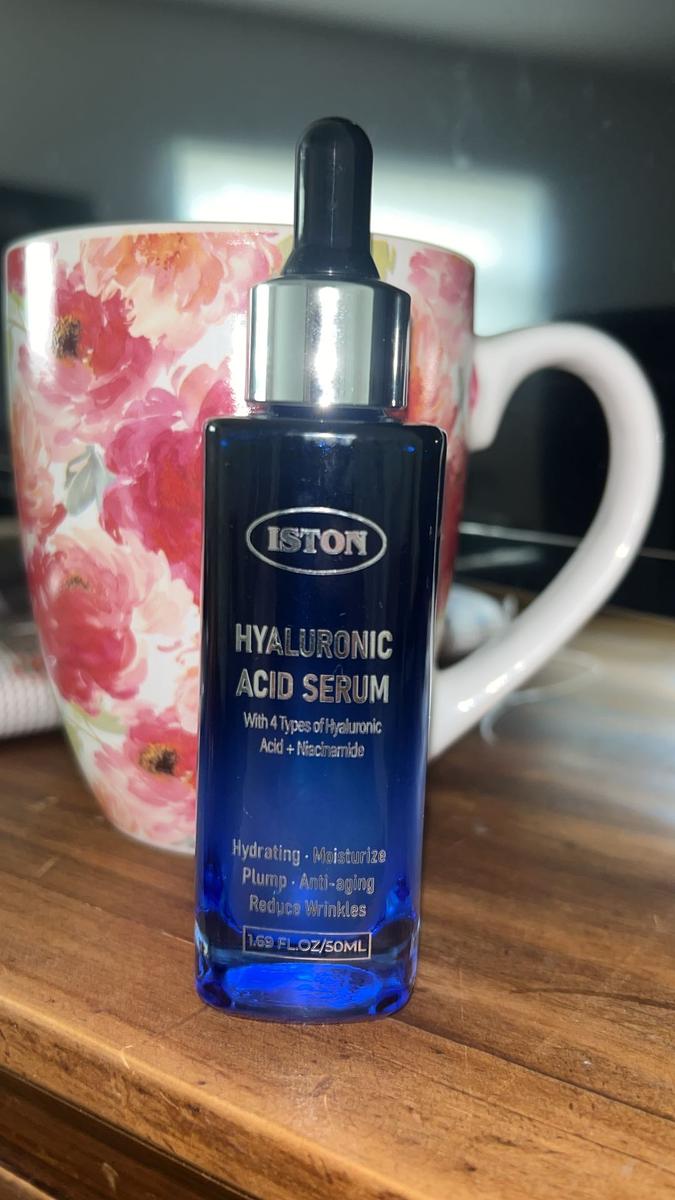 ISTON
HYALURONIC
ACID SERUM
With 4 Types of Hyaluronic
Acid + Niacinamide
Hydrating · Moisturize
Plump · Anti-aging
Reduce Wrinkles
1.69 FL.OZ/50ML